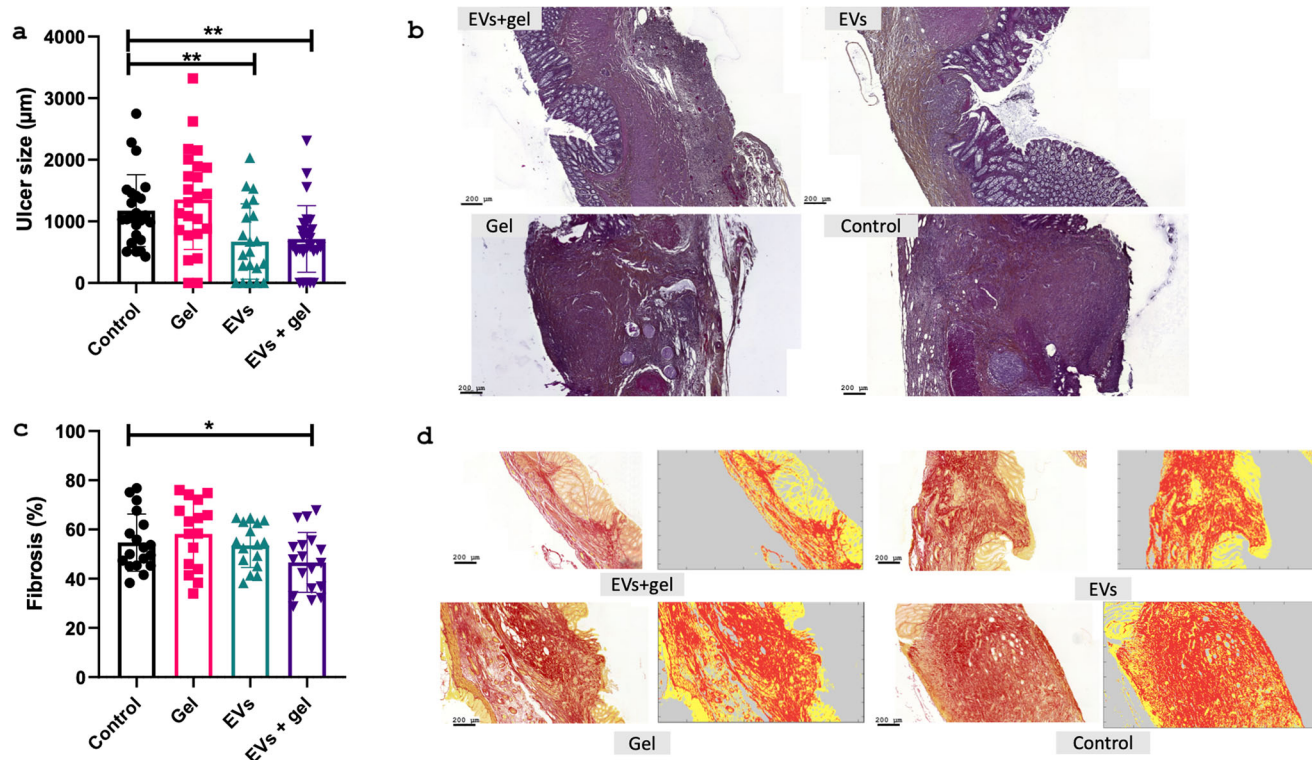 a
Ulcer size (μm)
4000
3000
2000
1000
0
**
**
Control
Gel
EVs
EVs + gel
b
EVs+gel
200 μm
EVs
200 μm
Gel
200 μm
Control
200 μm
c
Fibrosis (%)
100
80
60
40
20
0
*
Control
Gel
EVs
EVs + gel
d
200 μm
EVs+gel
200 μm
EVs
200 μm
Gel
200 μm
Control